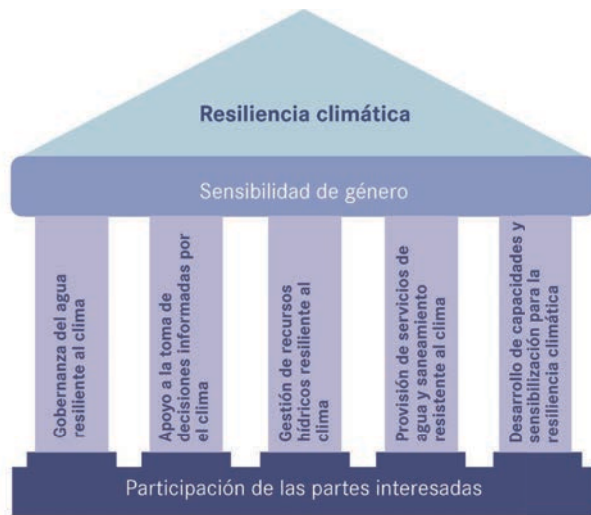 Resiliencia climática
Sensibilidad de género
Gobernanza del agua
resiliente al clima
Apoyo a la toma de
decisiones informadas por
el clima
Gestión de recursos
hídricos resiliente al
clima
Provisión de servicios de
agua y saneamiento
resistente al clima
Desarrollo de capacidades y
sensibilización para la
resiliencia climática
Participación de las partes interesadas